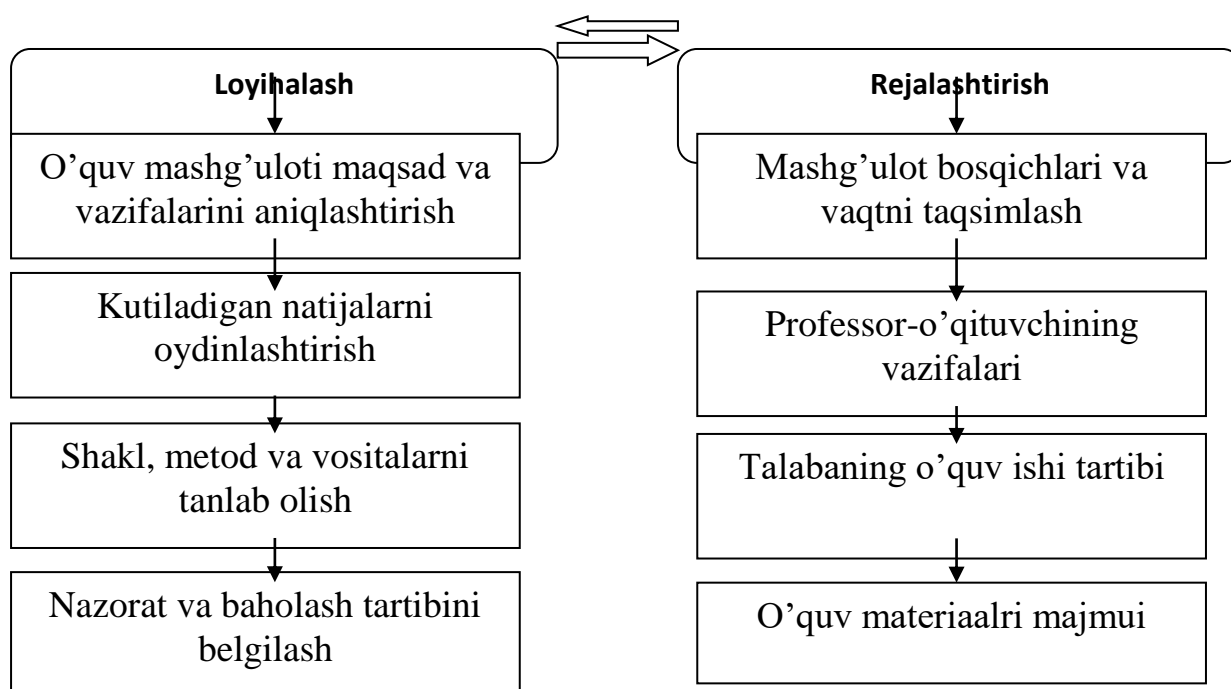 Loyihalash
O’quv mashg’uloti maqsad va
vazifalarini aniqlashtirish
Kutiladigan natijalarni
oydinlashtirish
Shakl, metod va vositalarni
tanlab olish
Nazorat va baholash tartibini
belgilash
Rejalashtirish
Mashg’ulot bosqichlari va
vaqtni taqsimlash
Professor-o’qituvchining
vazifalari
Talabaning o’quv ishi tartibi
O’quv materiaalri majmui